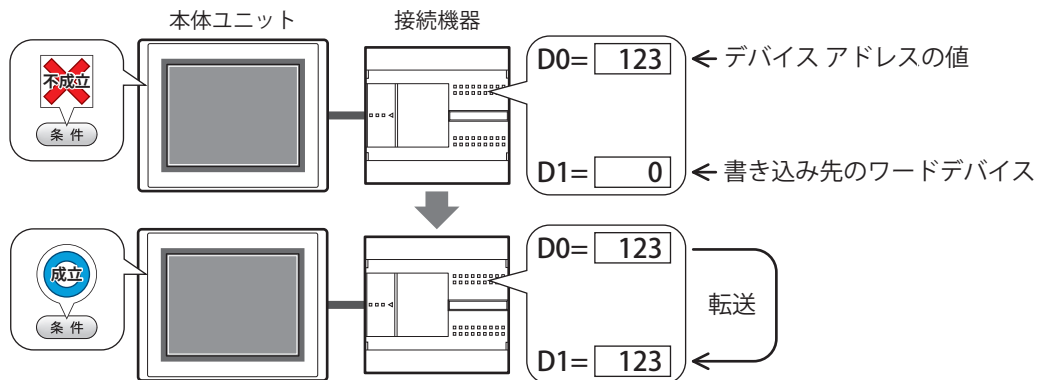 本体ユニット
接続機器
不成立
条 件
D0= 123
デバイス アドレスの値
D1= 0
書き込み先のワードデバイス
成立
条 件
D0= 123
転送
D1= 123